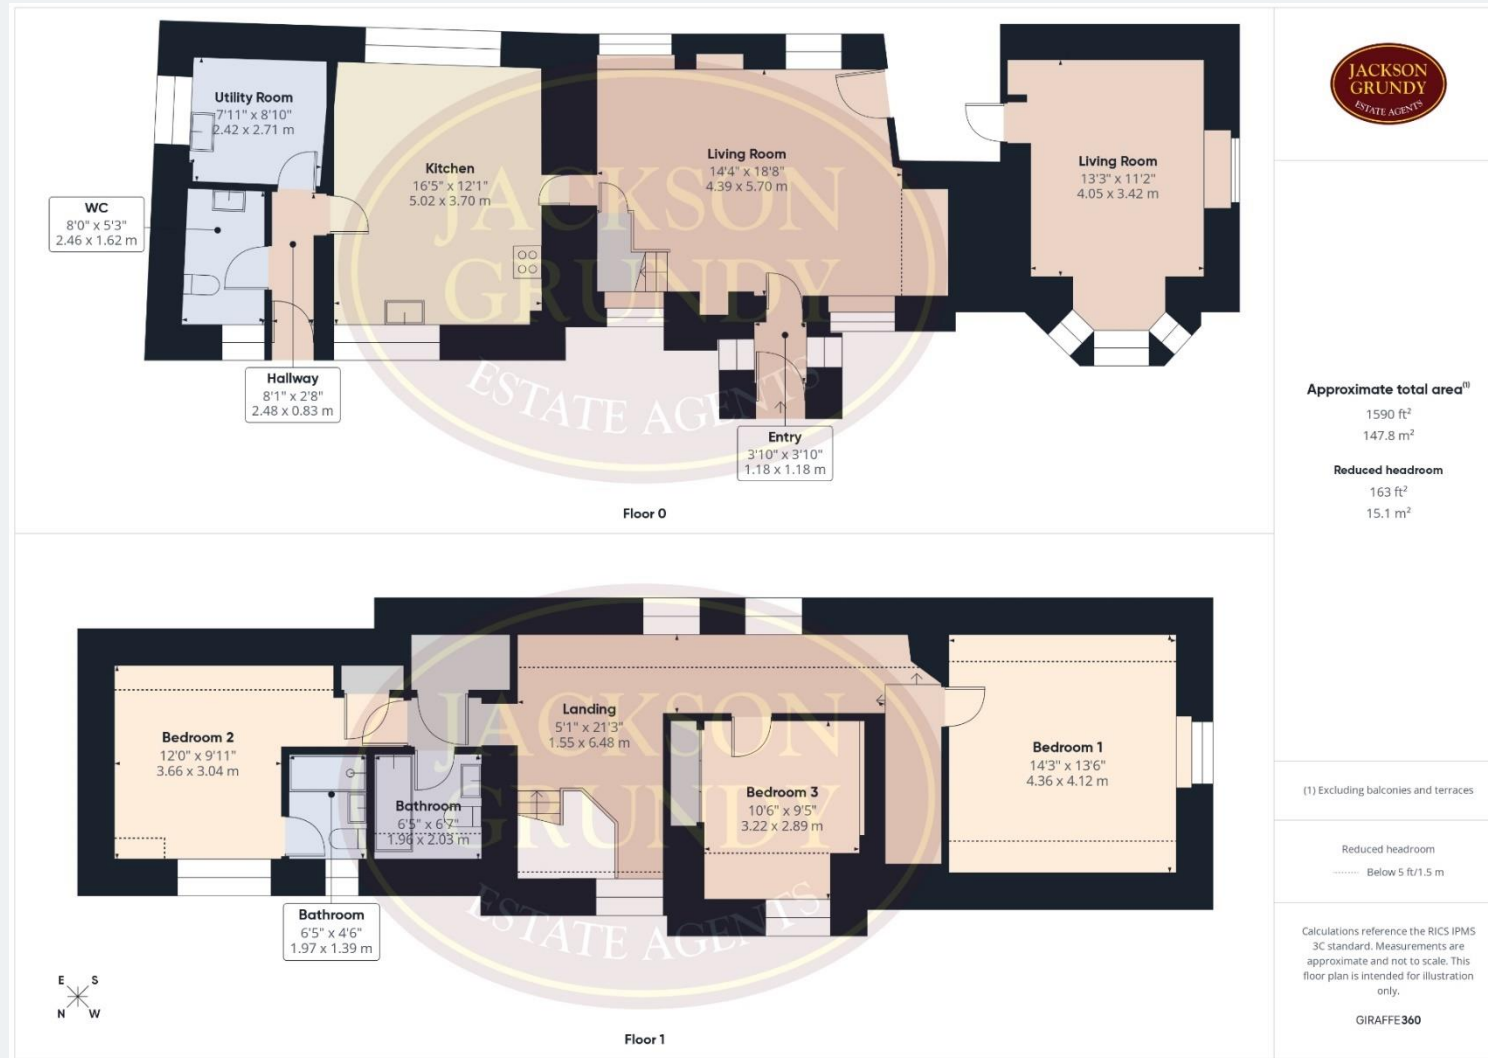 Utility Room
7'11" x 8'10"
2.42 x 2.71 m
Kitchen
16'5" x 12'1"
5.02 x 3.70 m
Living Room
14'4" x 18'8"
4.39 x 5.70 m
Living Room
13'3" x 11'2"
4.05 x 3.42 m
WC
8'0" x 5'3"
2.46 x 1.62 m
Hallway
8'1" x 2'8"
2.48 x 0.83 m
Entry
3'10" x 3'10"
1.18 x 1.18 m
JACKSON
GRUNDY
ESTATE AGENTS
Floor 0
Landing
5'1" x 21'3"
1.55 x 6.48 m
Bedroom 2
12'0" x 9'11"
3.66 x 3.04 m
Bedroom 1
14'3" x 13'6"
4.36 x 4.12 m
Bathroom
6'5" x 6'7"
1.96 x 2.03 m
Bedroom 3
10'6" x 9'5"
3.22 x 2.89 m
Bathroom
6'5" x 4'6"
1.97 x 1.39 m
JACKSON
GRUNDY
ESTATE AGENTS
E S
N W
Floor 1
JACKSON
GRUNDY
ESTATE AGENTS
Approximate total area(1)
1590 ft²
147.8 m²
Reduced headroom
163 ft²
15.1 m²
(1) Excluding balconies and terraces
Reduced headroom
Below 5 ft/1.5 m
Calculations reference the RICS IPMS
3C standard. Measurements are
approximate and not to scale. This
floor plan is intended for illustration
only.
GIRAFFE360